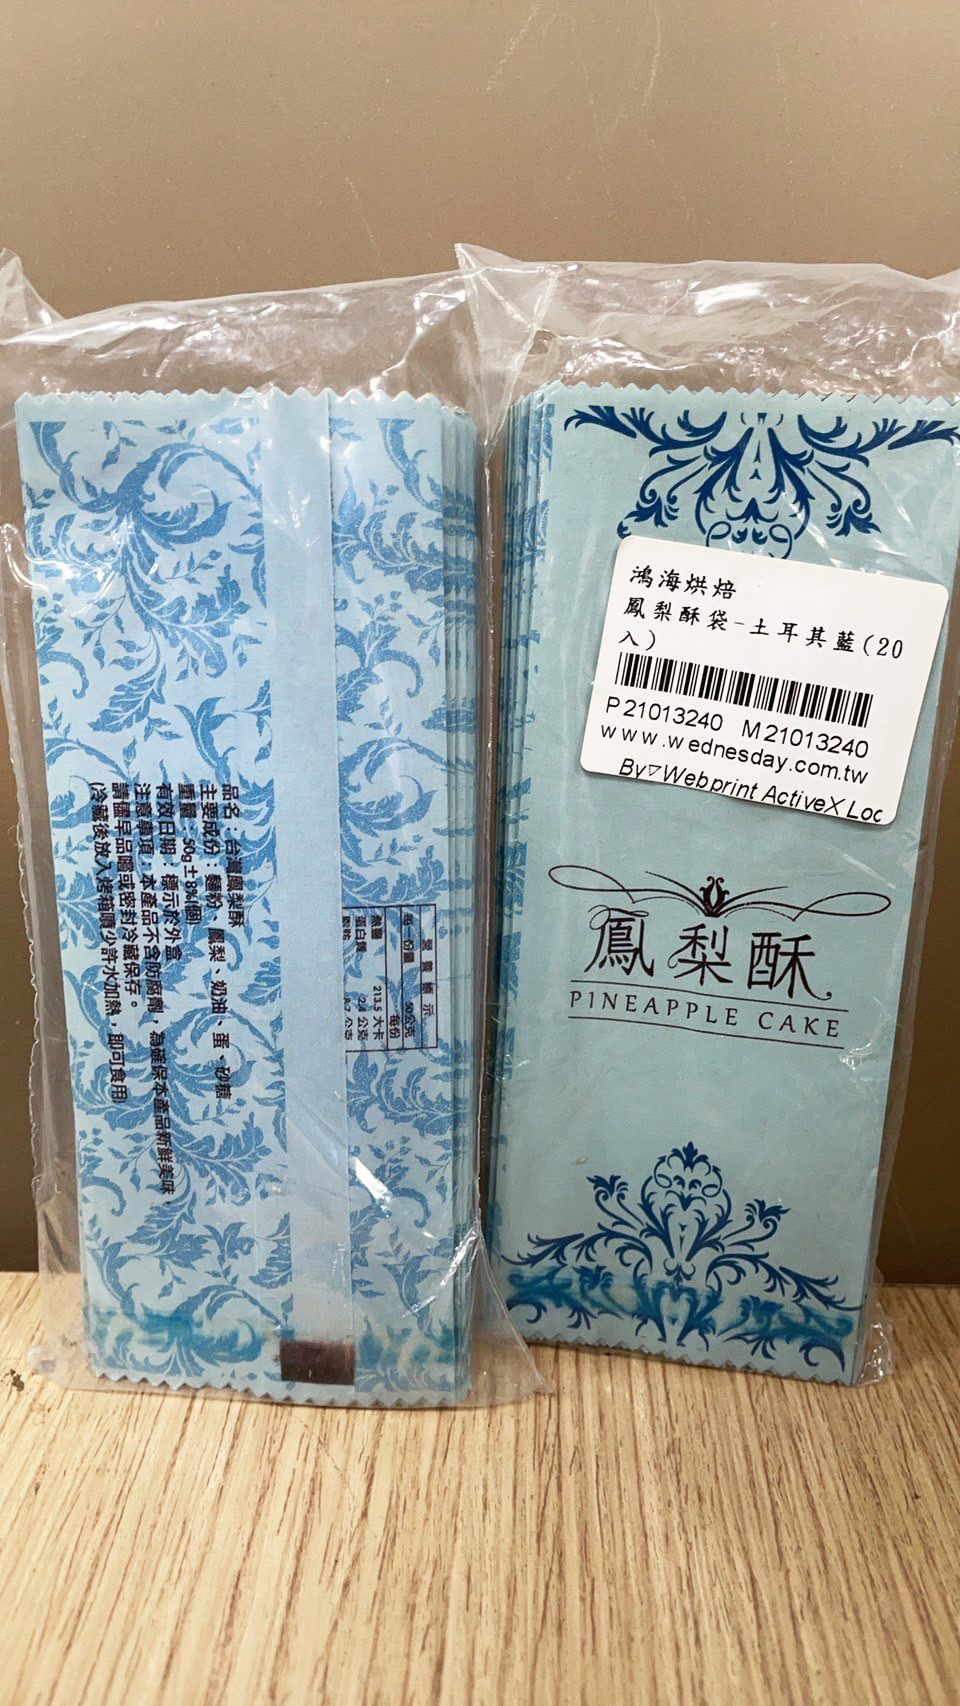 品名：台灣鳳梨酥
主要成份：麵粉、鳳梨、奶油、蛋、砂糖
重量：50g±8%/個
有效日期：標示於外盒
注意事項：本產品不含防腐劑，為確保本產品新鮮美味，
請儘早品嚐或密封冷藏保存。
(冷藏後放入烤箱噴少許水加熱，即可食用)
營養標示
每一份量 50公克
每份
熱量 213.5 大卡
蛋白質 公克
鴻海烘焙
鳳梨酥袋-土耳其藍(20
入)
P21013240 M21013240
www.wednesday.com.tw
By▽Webprint ActiveX Loc
鳳梨酥
PINEAPPLE CAKE